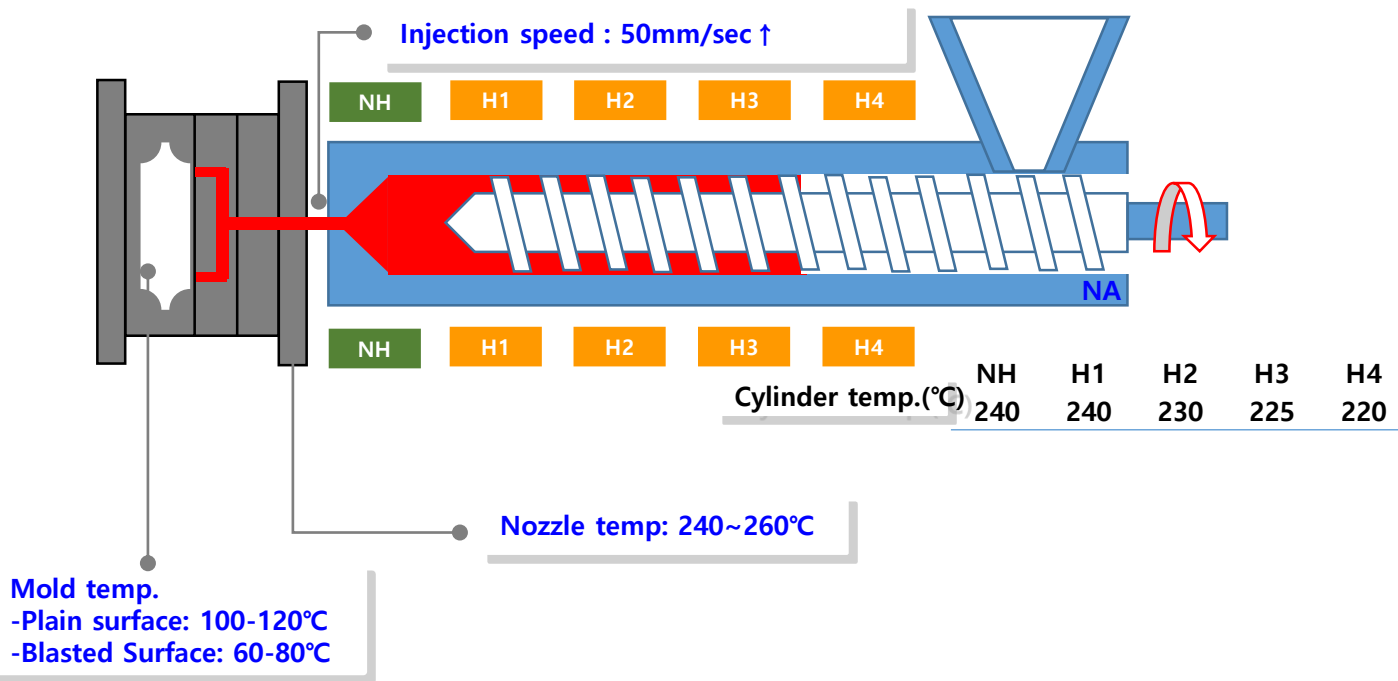 Injection speed : 50mm/sec ↑
NH H1 H2 H3 H4
NA
NH H1 H2 H3 H4
Cylinder temp.(℃)
NH H1 H2 H3 H4
240 240 230 225 220
Nozzle temp: 240~260℃
Mold temp.
-Plain surface: 100-120℃
-Blasted Surface: 60-80℃